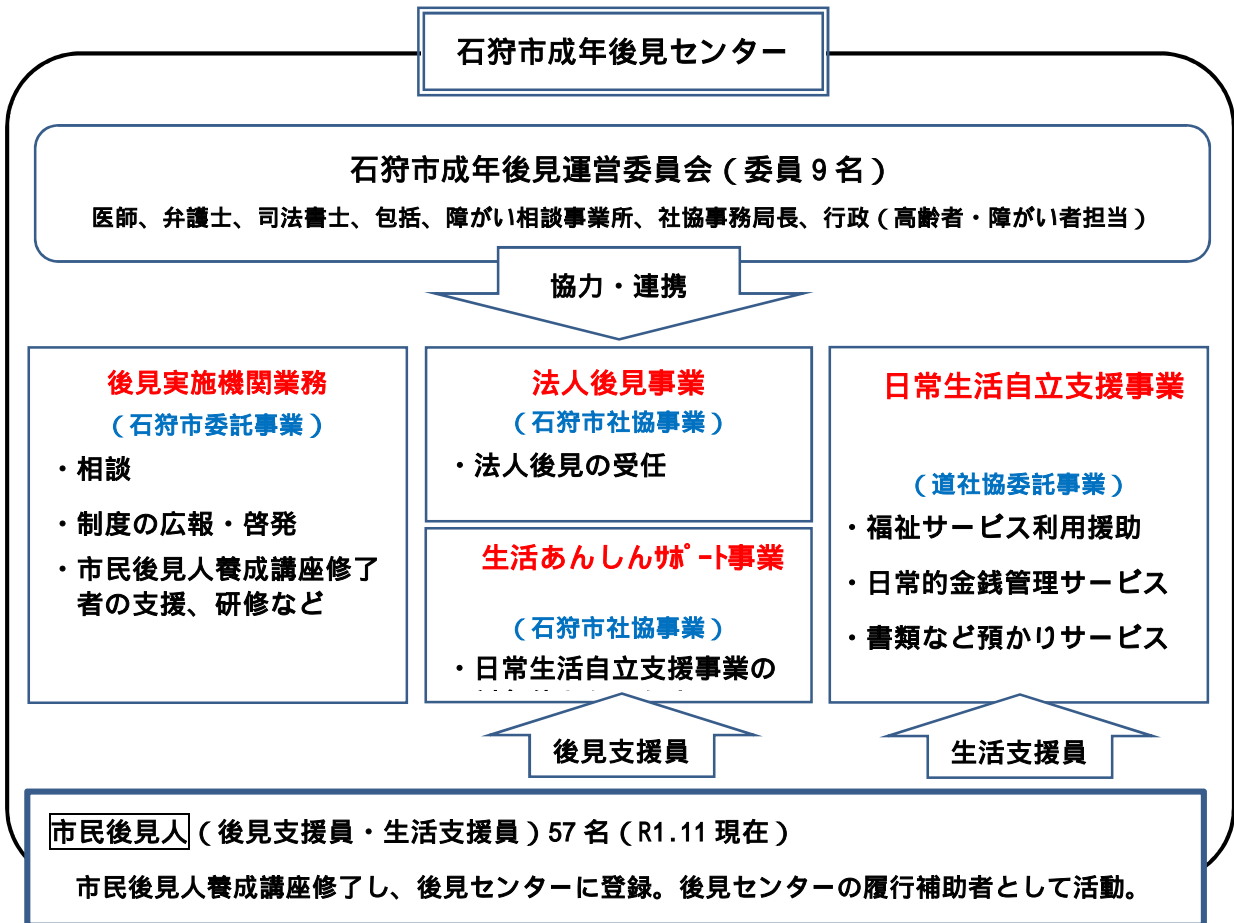 石狩市成年後見センター
石狩市成年後見運営委員会(委員9名)
医師、弁護士、司法書士、包括、障がい相談事業所、社協事務局長、行政(高齢者・障がい者担当)
協力・連携
後見実施機関業務
(石狩市委託事業)
・相談
・制度の広報・啓発
・市民後見人養成講座修了
者の支援、研修など
法人後見事業
(石狩市社協事業)
・法人後見の受任
生活あんしんサポート事業
(石狩市社協事業)
・日常生活自立支援事業の
日常生活自立支援事業
(道社協委託事業)
・福祉サービス利用援助
・日常的金銭管理サービス
・書類など預かりサービス
後見支援員
生活支援員
市民後見人(後見支援員・生活支援員)57名(R1.11現在)
市民後見人養成講座修了し、後見センターに登録。後見センターの履行補助者として活動。